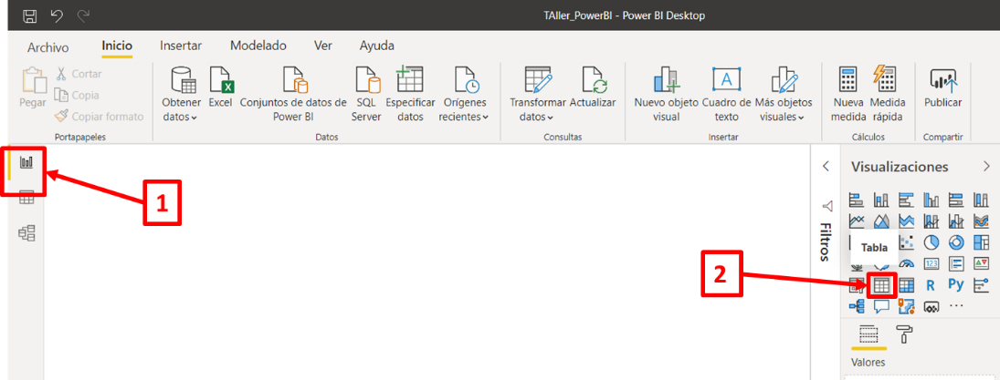 TAller_PowerBI - Power BI Desktop
Archivo Inicio Insertar Modelado Ver Ayuda
Pegar
Cortar
Copia
Copiar formato
Portapapeles
Obtener datos
Excel
Conjuntos de datos de Power BI
SQL Server
Especificar datos
Orígenes recientes
Datos
Transformar datos
Actualizar
Consultas
Nuevo objeto visual
A
Cuadro de texto
Más objetos visuales
Insertar
Nueva medida
Medida rápida
Cálculos
Publicar
Compartir
1
2
Filtros
Visualizaciones
Tabla
123
R
Py
Valores